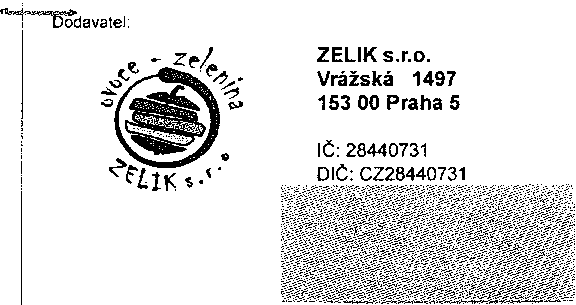 Dodavatel:
ovoce - zelenina
ZELIK s.r.o
ZELIK s.r.o.
Vrážská 1497
153 00 Praha 5
IČ: 28440731
DIČ: CZ28440731